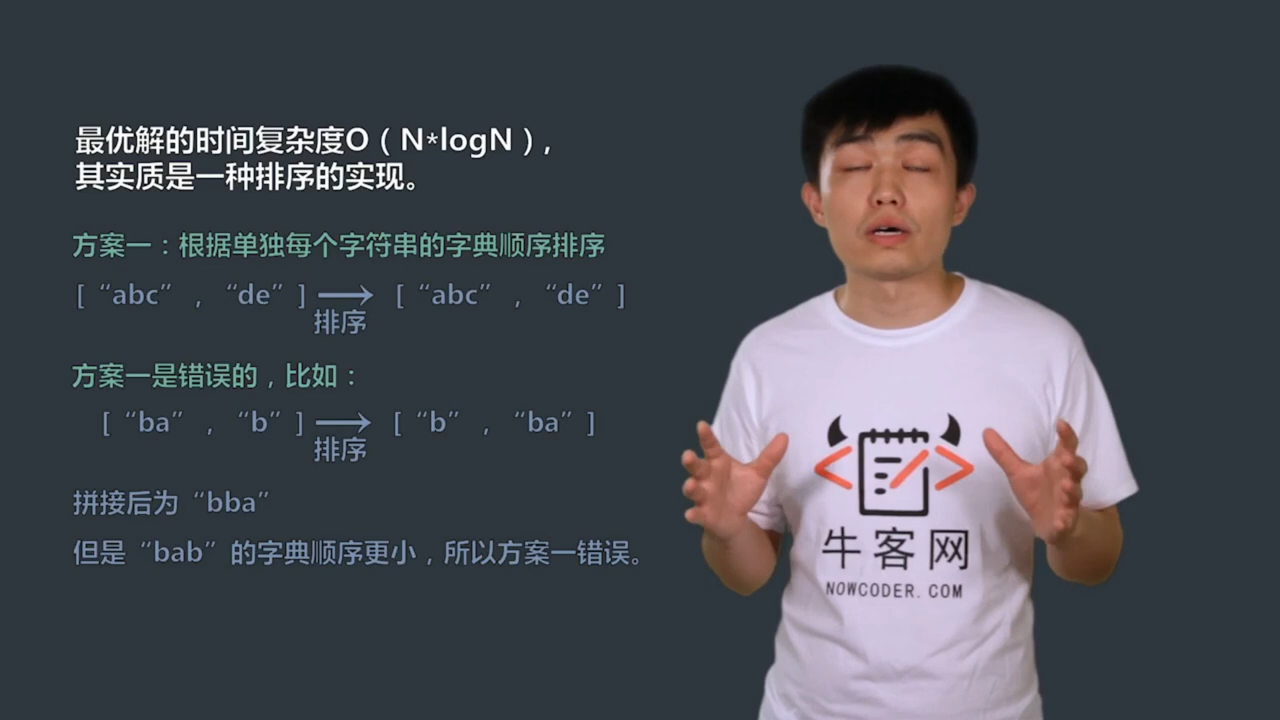 最优解的时间复杂度O（N*logN），
其实质是一种排序的实现。
方案一：根据单独每个字符串的字典顺序排序
[“abc”，“de”] → [“abc”，“de”]
排序
方案一是错误的，比如：
[“ba”，“b”] → [“b”，“ba”]
排序
拼接后为“bba”
但是“bab”的字典顺序更小，所以方案一错误。
牛客网
NOWCODER.COM